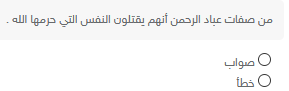 من صفات عباد الرحمن أنهم يقتلون النفس التي حرمها الله .
صواب
خطأ